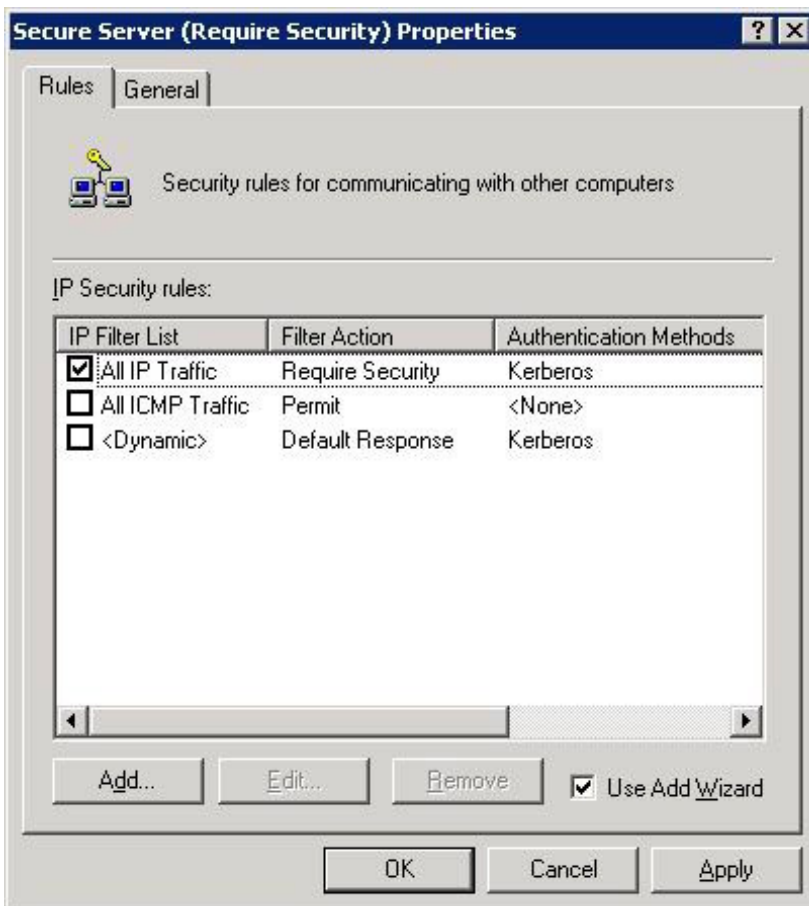 Secure Server (Require Security) Properties
Rules General
Security rules for communicating with other computers
IP Security rules:
IP Filter List Filter Action Authentication Methods
All IP Traffic Require Security Kerberos
All ICMP Traffic Permit <None>
<Dynamic> Default Response Kerberos
Add... Edit... Remove Use Add Wizard
OK Cancel Apply